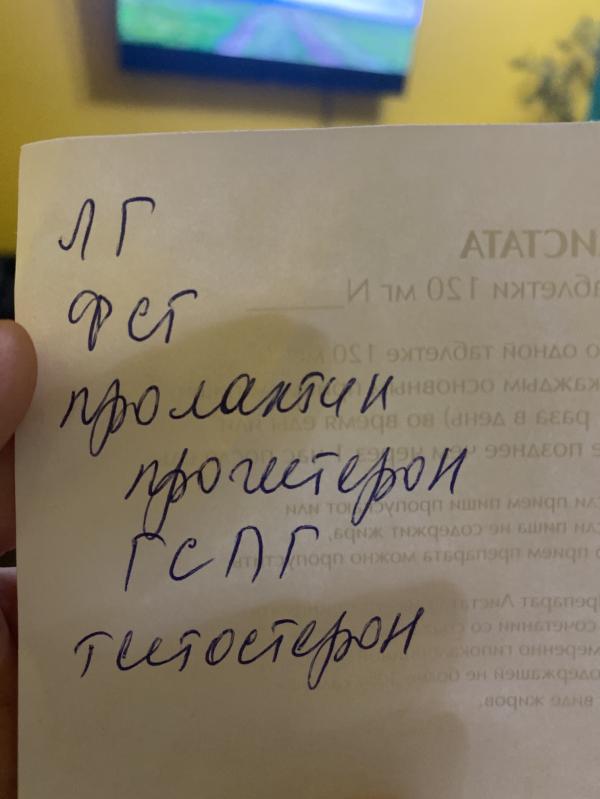 ЛГ
ФСГ
пролактин
прогестерон
ГСПГ
тестостерон